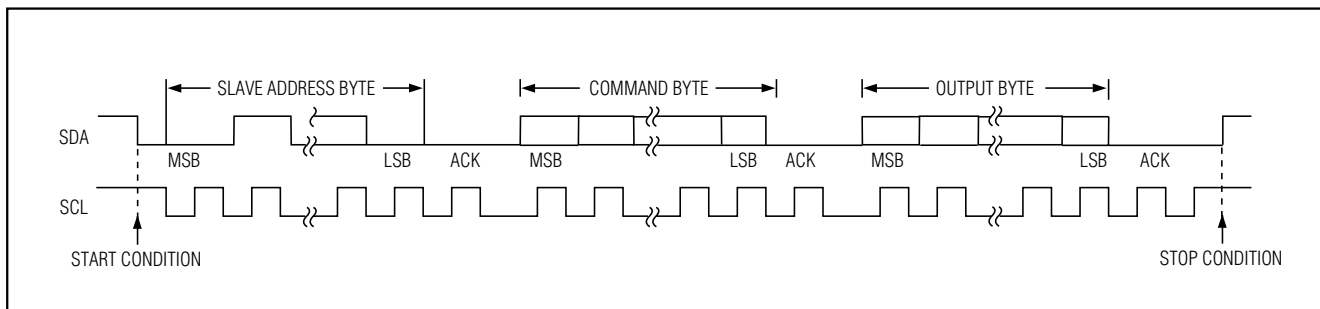 SLAVE ADDRESS BYTE COMMAND BYTE OUTPUT BYTE
SDA
MSB LSB ACK MSB LSB ACK MSB LSB ACK
SCL
START CONDITION STOP CONDITION